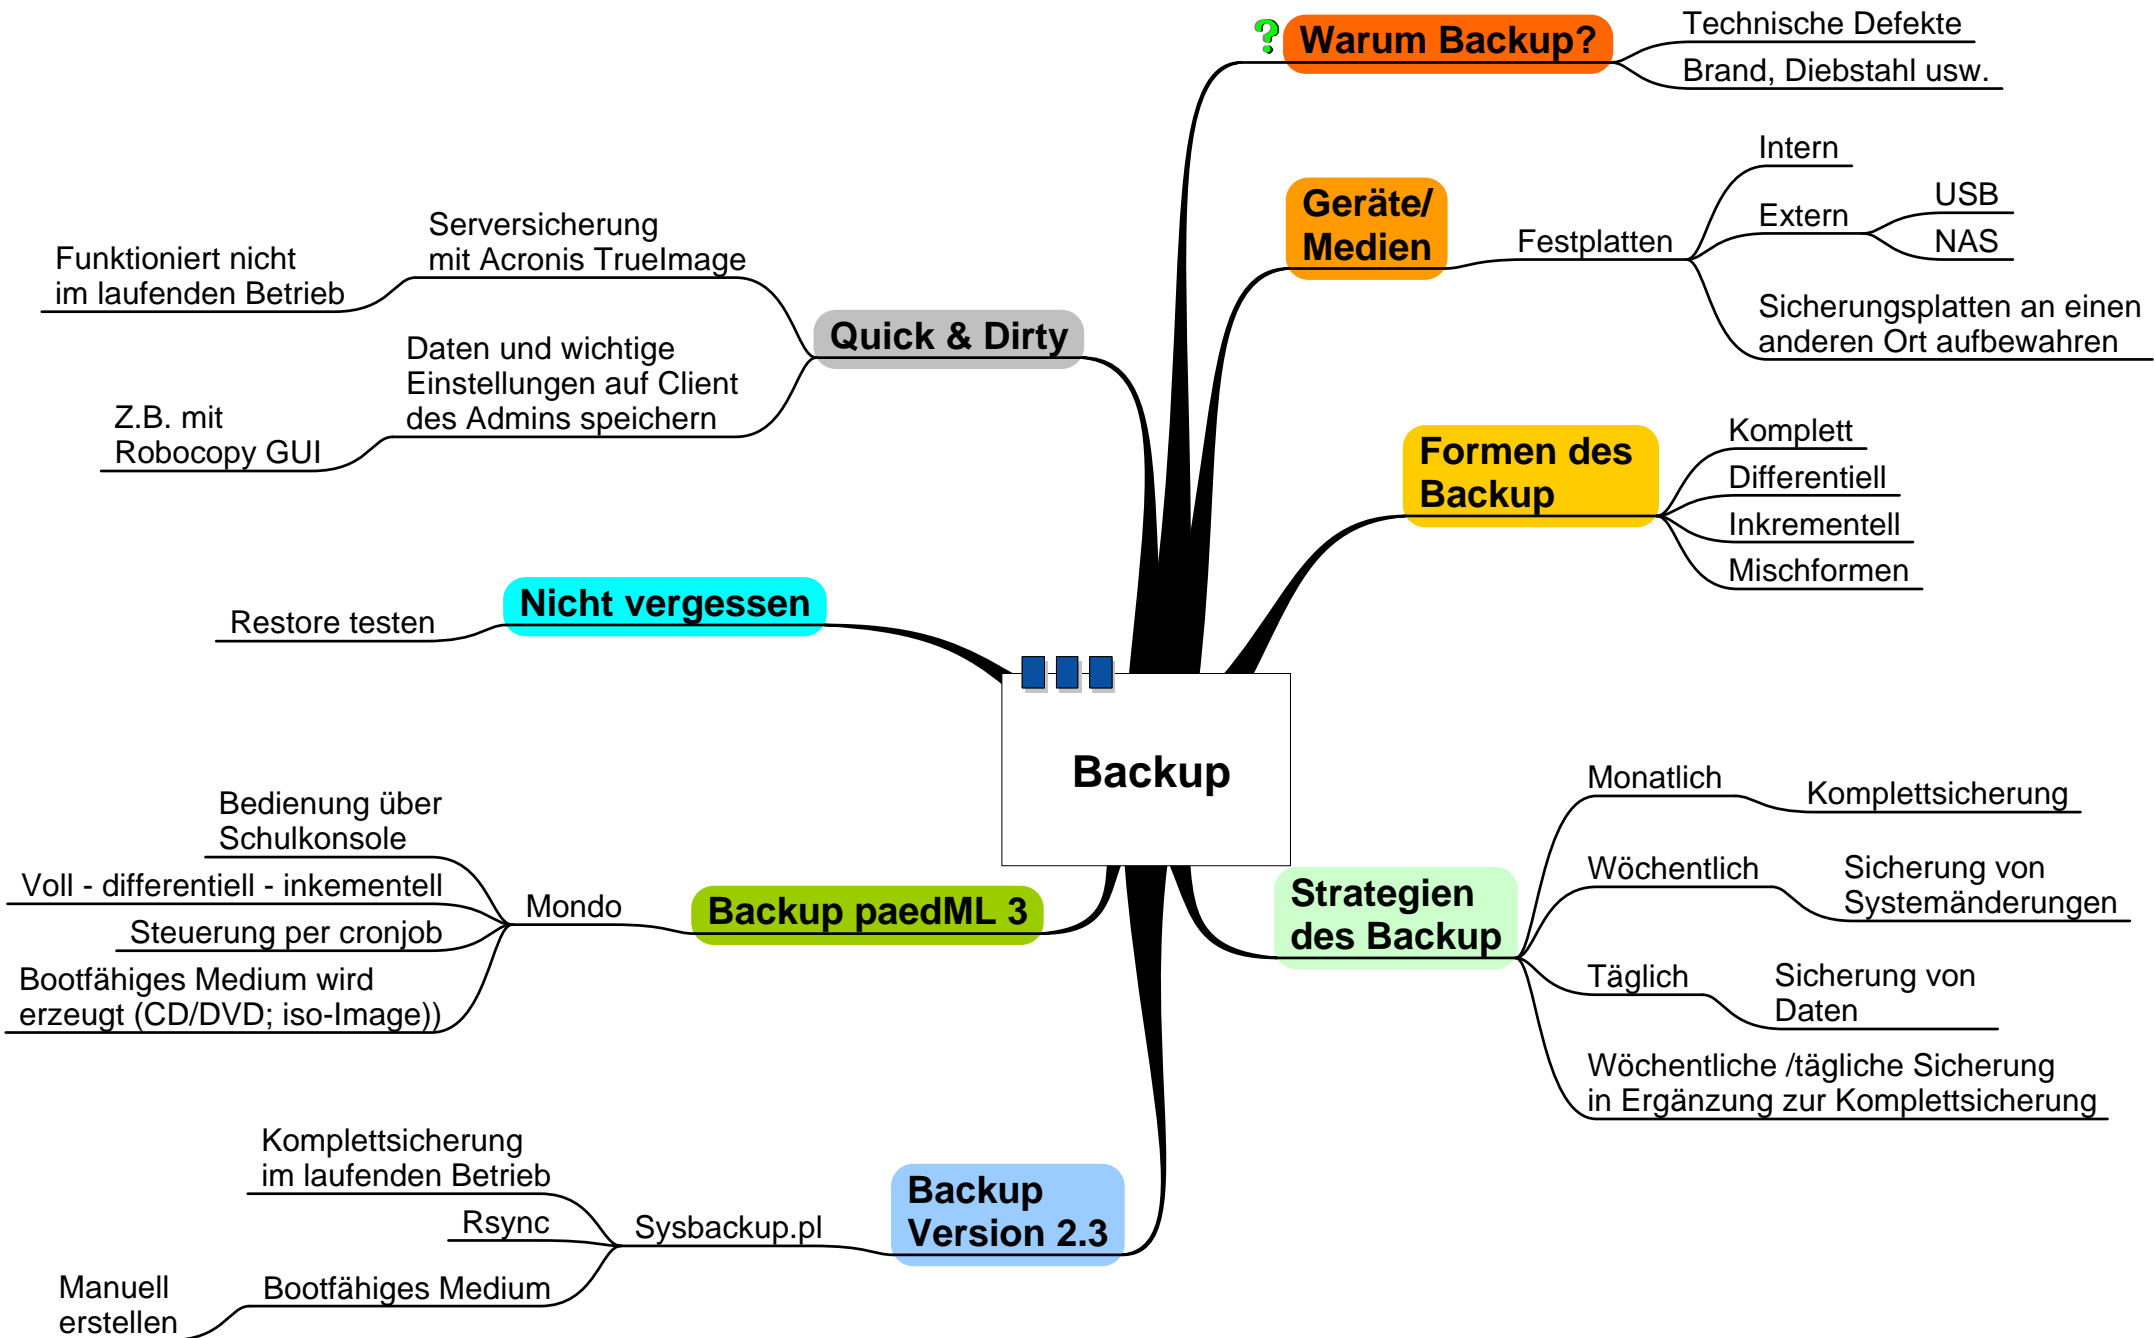 Backup
Warum Backup?
Technische Defekte
Brand, Diebstahl usw.
Geräte/
Medien
Festplatten
Intern
Extern
USB
NAS
Sicherungsplatten an einen
anderen Ort aufbewahren
Formen des
Backup
Komplett
Differentiell
Inkrementell
Mischformen
Strategien
des Backup
Monatlich
Komplettsicherung
Wöchentlich
Sicherung von
Systemänderungen
Täglich
Sicherung von
Daten
Wöchentliche /tägliche Sicherung
in Ergänzung zur Komplettsicherung
Backup
Version 2.3
Sysbackup.pl
Komplettsicherung
im laufenden Betrieb
Rsync
Bootfähiges Medium
Manuell
erstellen
Backup paedML 3
Mondo
Bedienung über
Schulkonsole
Voll - differentiell - inkementell
Steuerung per cronjob
Bootfähiges Medium wird
erzeugt (CD/DVD; iso-Image))
Nicht vergessen
Restore testen
Quick & Dirty
Serversicherung
mit Acronis TrueImage
Funktioniert nicht
im laufenden Betrieb
Daten und wichtige
Einstellungen auf Client
des Admins speichern
Z.B. mit
Robocopy GUI